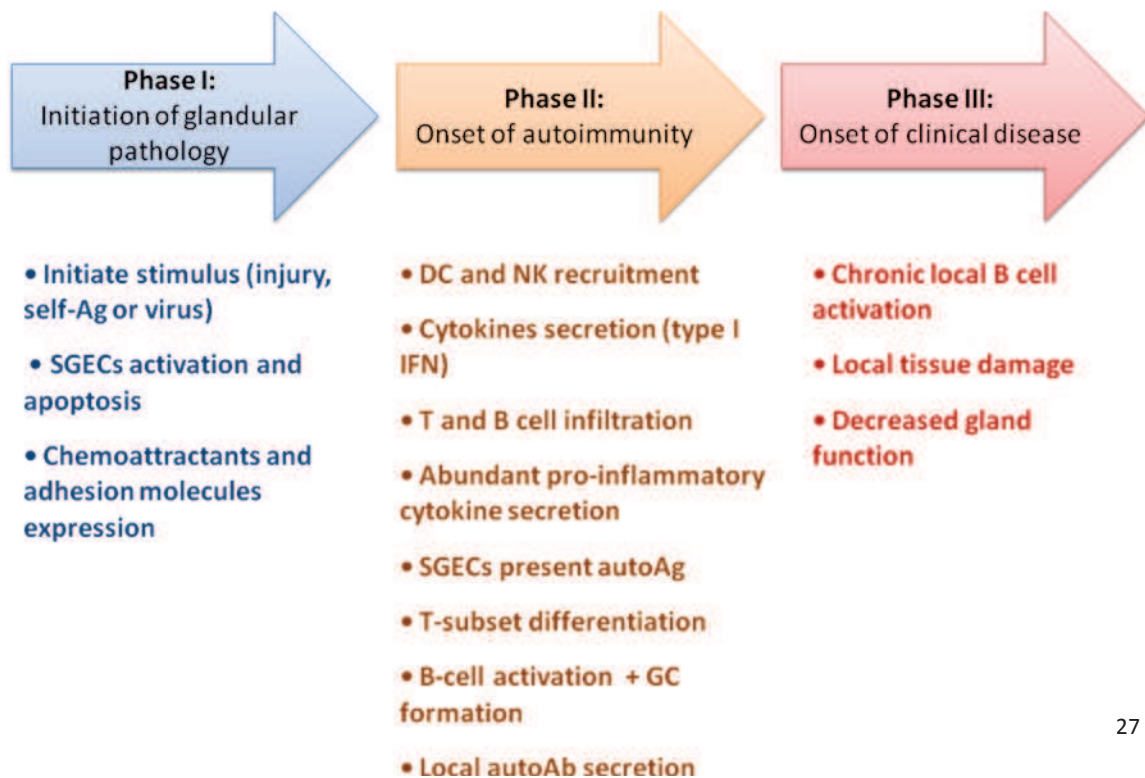 Phase I:
Initiation of glandular
pathology
• Initiate stimulus (injury,
self-Ag or virus)
• SGECs activation and
apoptosis
• Chemoattractants and
adhesion molecules
expression
Phase II:
Onset of autoimmunity
• DC and NK recruitment
• Cytokines secretion (type I
IFN)
• T and B cell infiltration
• Abundant pro-inflammatory
cytokine secretion
• SGECs present autoAg
• T-subset differentiation
• B-cell activation + GC
formation
• Local autoAb secretion
Phase III:
Onset of clinical disease
• Chronic local B cell
activation
• Local tissue damage
• Decreased gland
function
27